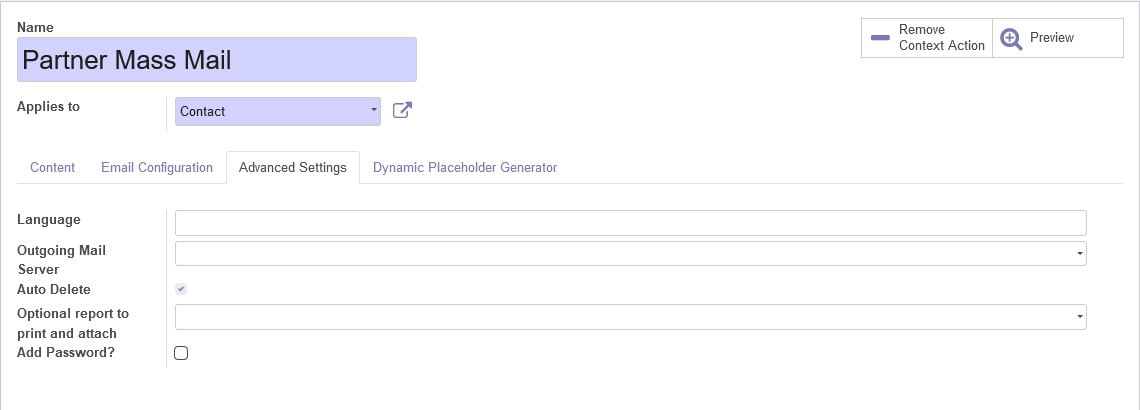 Name
Partner Mass Mail
Remove
Context Action
Preview
Applies to
Contact
Content
Email Configuration
Advanced Settings
Dynamic Placeholder Generator
Language
Outgoing Mail
Server
Auto Delete
Optional report to
print and attach
Add Password?